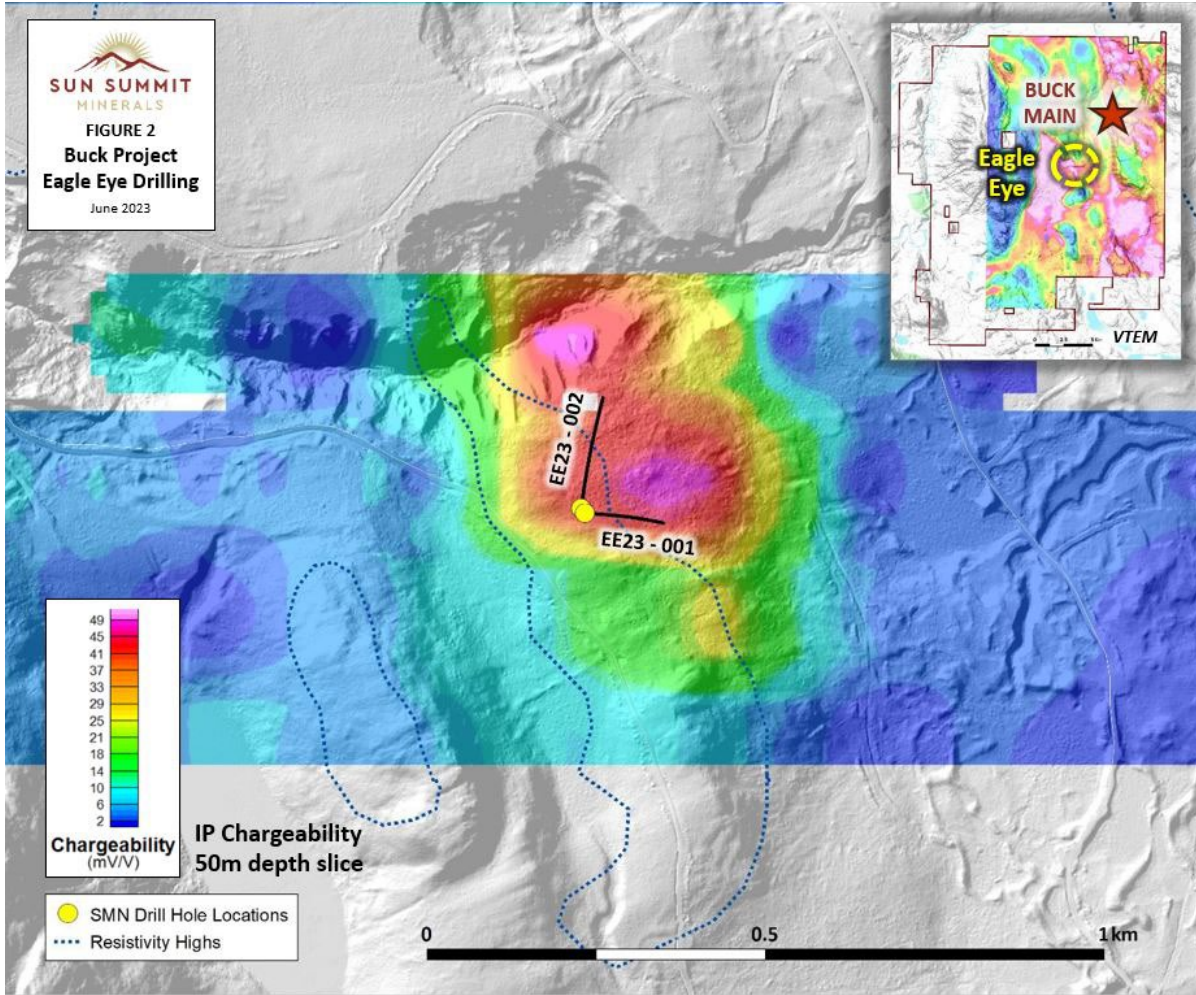 SUN SUMMIT
MINERALS
FIGURE 2
Buck Project
Eagle Eye Drilling
June 2023
BUCK
MAIN
Eagle
Eye
VTEM
EE23 - 002
EE23 - 001
49
45
41
37
33
29
25
21
18
14
10
6
2
Chargeability
(mV/V)
IP Chargeability
50m depth slice
SMN Drill Hole Locations
Resistivity Highs
0
0.5
1km